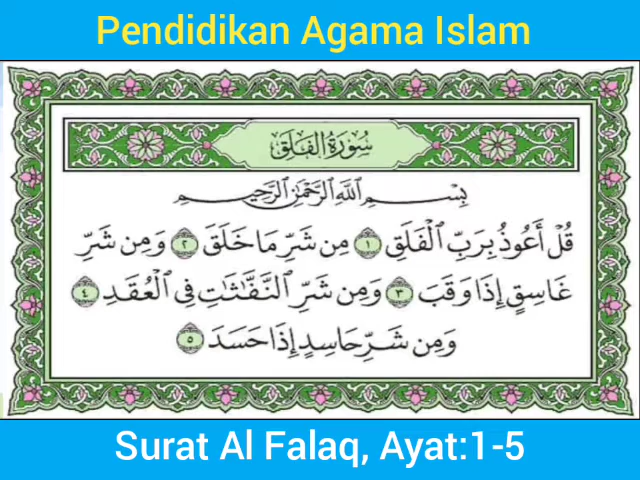 Pendidikan Agama Islam
سُورَةُ الفَلَقِ
بِسْمِ اللَّهِ الرَّحْمَٰنِ الرَّحِيمِ
قُلْ أَعُوذُ بِرَبِّ ٱلْفَلَقِ ١ مِن شَرِّ مَا خَلَقَ ٢ وَمِن شَرِّ
غَاسِقٍ إِذَا وَقَبَ ٣ وَمِن شَرِّ ٱلنَّفَّٰثَٰتِ فِى ٱلْعُقَدِ ٤
وَمِن شَرِّ حَاسِدٍ إِذَا حَسَدَ ٥
Surat Al Falaq, Ayat:1-5